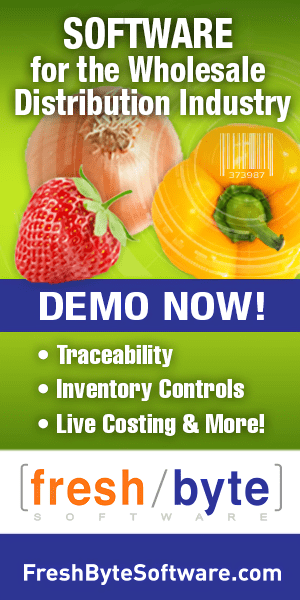 SOFTWARE
for the Wholesale
Distribution Industry
373987
DEMO NOW!
• Traceability
• Inventory Controls
• Live Costing & More!
[fresh/byte]
SOFTWARE
FreshByteSoftware.com